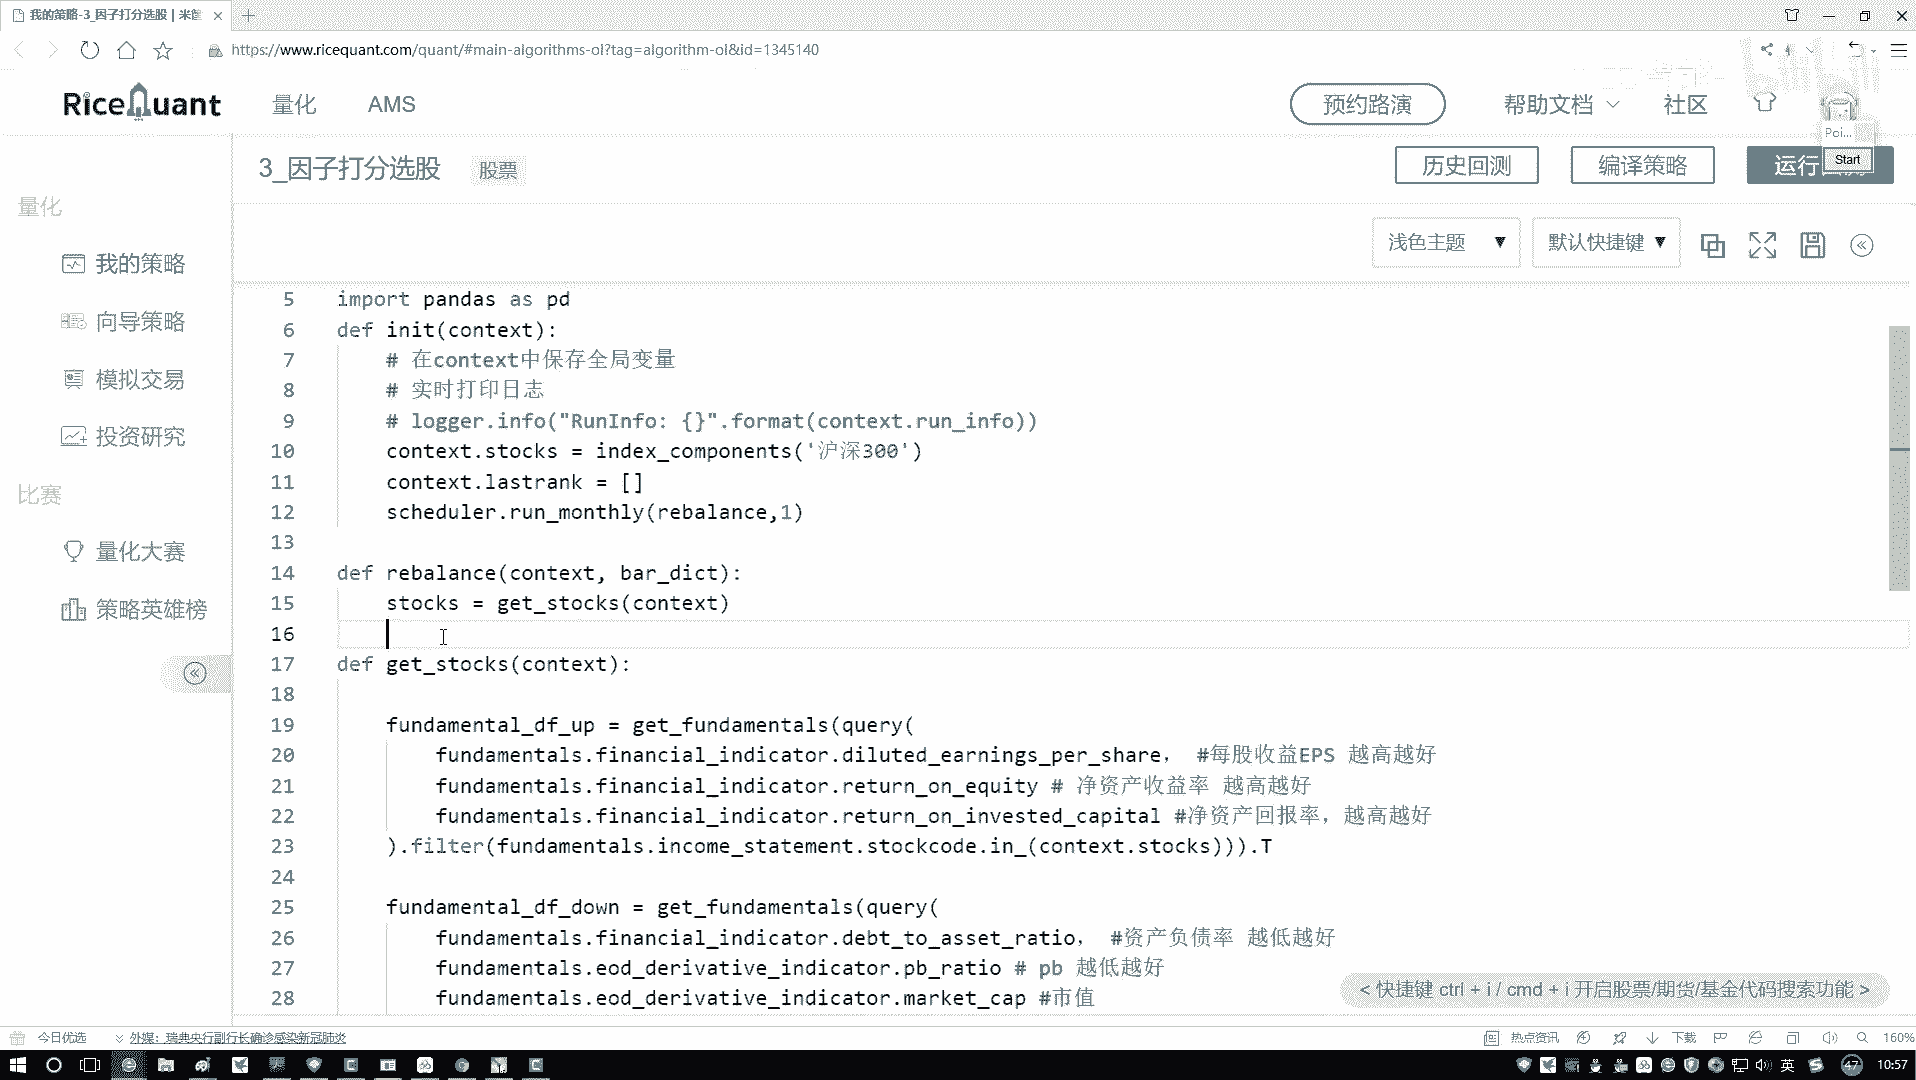 我的策略-3_因子打分选股 | 米
https://www.ricequant.com/quant/#main-algorithms-ol?tag=algorithm-ol&id=1345140
RiceQuant
量化
AMS
预约路演
帮助文档
社区
Poi...
Start
3_因子打分选股
股票
历史回测
编译策略
运行
量化
我的策略
向导策略
模拟交易
投资研究
比赛
量化大赛
策略英雄榜
浅色主题
默认快捷键
5 import pandas as pd
6 def init(context):
7 # 在context中保存全局变量
8 # 实时打印日志
9 # logger.info("RunInfo: {}".format(context.run_info))
10 context.stocks = index_components('沪深300')
11 context.lastrank = []
12 scheduler.run_monthly(rebalance,1)
13
14 def rebalance(context, bar_dict):
15 stocks = get_stocks(context)
16
17 def get_stocks(context):
18
19 fundamental_df_up = get_fundamentals(query(
20 fundamentals.financial_indicator.diluted_earnings_per_share, #每股收益EPS 越高越好
21 fundamentals.financial_indicator.return_on_equity # 净资产收益率 越高越好
22 fundamentals.financial_indicator.return_on_invested_capital #净资产回报率，越高越好
23 ).filter(fundamentals.income_statement.stockcode.in_(context.stocks))).T
24
25 fundamental_df_down = get_fundamentals(query(
26 fundamentals.financial_indicator.debt_to_asset_ratio, #资产负债率 越低越好
27 fundamentals.eod_derivative_indicator.pb_ratio # pb 越低越好
28 fundamentals.eod_derivative_indicator.market_cap #市值
< 快捷键 ctrl + i / cmd + i 开启股票/期货/基金代码搜索功能 >
今日优选
外媒：瑞典央行副行长确诊感染新冠肺炎
热点资讯
下载
160%
英
47
10:57